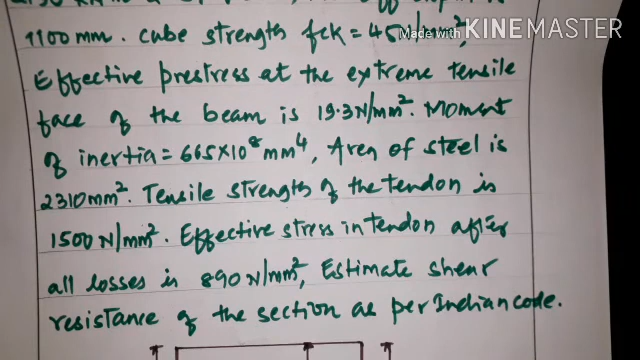 1100 mm. Cube strength fck = 45 N/mm²,
Made with KINEMASTER
Effective prestress at the extreme tensile
face of the beam is 19.3 N/mm². Moment
of inertia = 665×10⁸ mm⁴, Area of steel is
2310 mm². Tensile strength of the tendon is
1500 N/mm². Effective stress in tendon after
all losses is 890 N/mm², Estimate shear
resistance of the section as per Indian code.